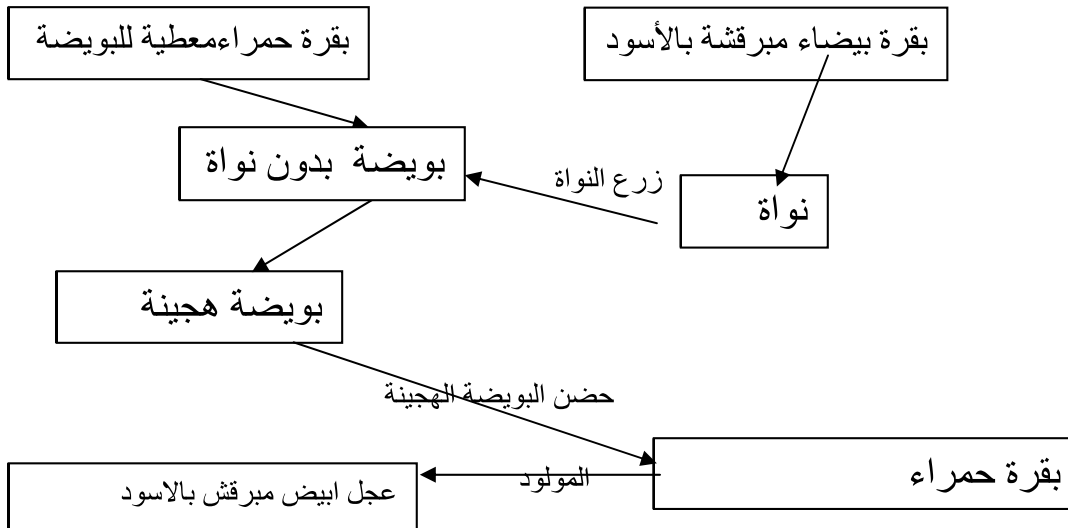 بقرة بيضاء مبرقشة بالأسود
بقرة حمراءمعطية للبويضة
بويضة بدون نواة
زرع النواة
نواة
بويضة هجينة
حضن البويضة الهجينة
بقرة حمراء
المولود
عجل ابيض مبرقش بالاسود